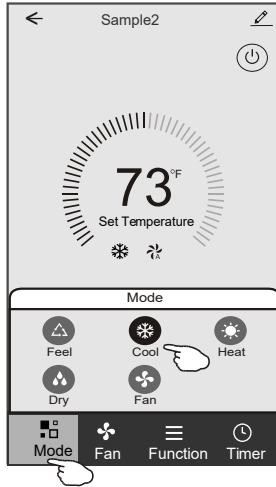 Sample2
73°F
Set Temperature
A
Mode
Feel Cool Heat
Dry Fan
Mode Fan Function Timer